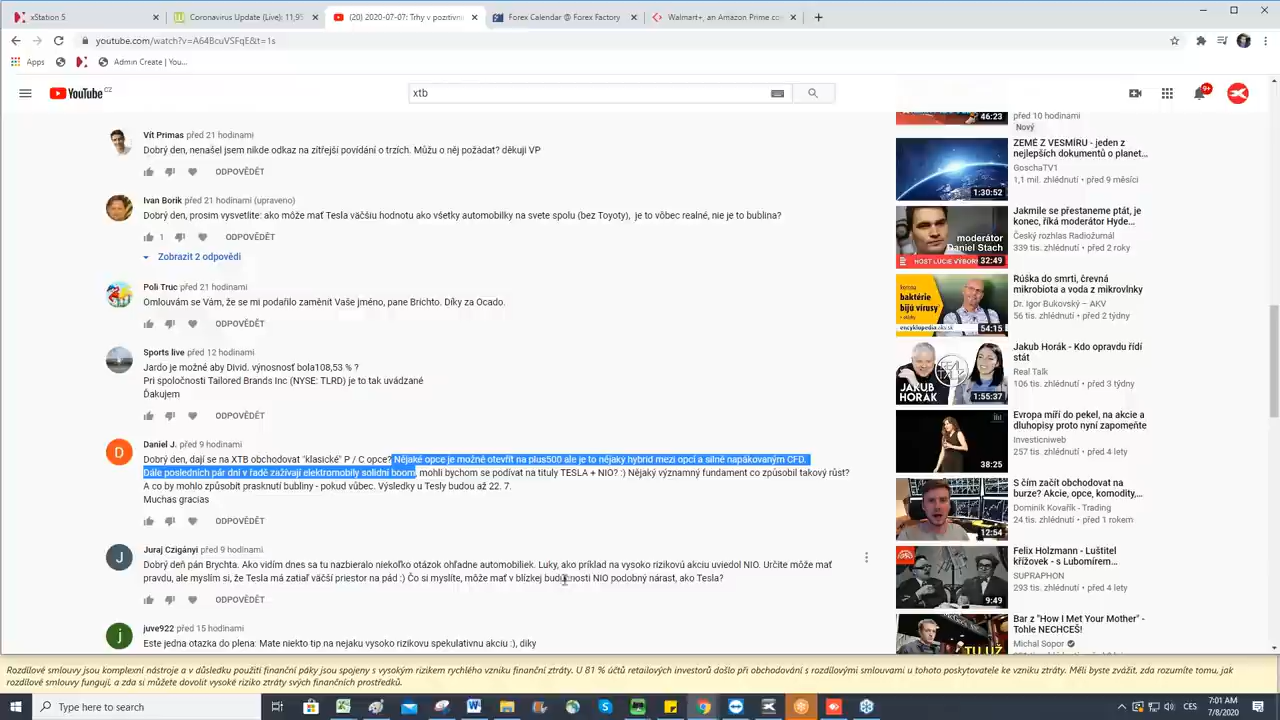 xStation 5
Coronavirus Update (Live): 11,95
(20) 2020-07-07: Trhy v pozitivní
Forex Calendar @ Forex Factory
Walmart+, an Amazon Prime co
youtube.com/watch?v=A64BcuVSFqE&t=1s
Apps
Admin Create | You...
YouTube CZ
xtb
9+
Vít Primas před 21 hodinami
Dobrý den, nenašel jsem nikde odkaz na zítřejší povídání o trzích. Můžu o něj požádat? děkuji VP
ODPOVĚDĚT
Ivan Borik před 21 hodinami (upraveno)
Dobrý den, prosim vysvetlite: ako môže mať Tesla väčšiu hodnotu ako všetky automobilky na svete spolu (bez Toyoty), je to vôbec realné, nie je to bublina?
1 ODPOVĚDĚT
Zobrazit 2 odpovědi
Poli Truc před 21 hodinami
Omlouvám se Vám, že se mi podařilo zaměnit Vaše jméno, pane Brichto. Díky za Ocado.
ODPOVĚDĚT
Sports live před 12 hodinami
Jardo je možné aby Divid. výnosnosť bola108,53 % ?
Pri spoločnosti Tailored Brands Inc (NYSE: TLRD) je to tak uvádzané
Ďakujem
ODPOVĚDĚT
D
Daniel J. před 9 hodinami
Dobrý den, dají se na XTB obchodovat "klasické" P / C opce? Nějaké opce je možné otevřít na plus500 ale je to nějaky hybrid mezi opcí a silně napákovaným CFD.
Dále posledních pár dní v řadě zažívají elektromobily solidní boom, mohli bychom se podívat na tituly TESLA + NIO? :) Nějaký významný fundament co způsobil takový růst?
A co by mohlo způsobit prasknutí bubliny - pokud vůbec. Výsledky u Tesly budou až 22. 7.
Muchas gracias
ODPOVĚDĚT
J
Juraj Czigányi před 9 hodinami
Dobrý deň pán Brychta. Ako vidím dnes sa tu nazbieralo niekoľko otázok ohľadne automobiliek. Luky, ako príklad na vysoko rizikovú akciu uviedol NIO. Určite môže mať
pravdu, ale myslím si, že Tesla má zatiaľ väčší priestor na pád :) Čo si myslíte, môže mať v blízkej budúcnosti NIO podobný nárast, ako Tesla?
ODPOVĚDĚT
j
juve922 před 15 hodinami
Este jedna otazka do plena: Mate niekto tip na nejaku vysoko rizikovu spekulativnu akciu :), diky
46:23
před 10 hodinami
Nový
1:30:52
ZEMĚ Z VESMÍRU - jeden z
nejlepších dokumentů o planet...
GoschaTV1
1,1 mil. zhlédnutí • před 9 měsíci
moderátor
Daniel Stach
HOST LUCIE VÝBOR
32:49
Jakmile se přestaneme ptát, je
konec, říká moderátor Hyde...
Český rozhlas Radiožurnál
339 tis. zhlédnutí • před 2 roky
baktérie
bijú vírusy
54:15
Rúška do smrti, črevná
mikrobiota a voda z mikrovlnky
Dr. Igor Bukovský – AKV
56 tis. zhlédnutí • před 2 týdny
JAKUB
HORÁK
1:55:37
Jakub Horák - Kdo opravdu řídí
stát
Real Talk
106 tis. zhlédnutí • před 3 týdny
38:25
Evropa míří do pekel, na akcie a
dluhopisy proto nyní zapomeňte
Investicniweb
257 tis. zhlédnutí • před 4 lety
12:54
S čím začít obchodovat na
burze? Akcie, opce, komodity,...
Dominik Kovařík - Trading
24 tis. zhlédnutí • před 1 rokem
9:49
Felix Holzmann - Luštitel
křížovek - s Lubomírem...
SUPRAPHON
293 tis. zhlédnutí • před 4 lety
TU JŮ
Bar z "How I Met Your Mother" -
Tohle NECHCEŠ!
Michal Sopor
Rozdílové smlouvy jsou komplexní nástroje a v důsledku použití finanční páky jsou spojeny s vysokým rizikem rychlého vzniku finanční ztráty. U 81 % účtů retailových investorů došlo při obchodování s rozdílovými smlouvami u tohoto poskytovatele ke vzniku ztráty. Měli byste zvážit, zda rozumíte tomu, jak
rozdílové smlouvy fungují, a zda si můžete dovolit vysoké riziko ztráty svých finančních prostředků.
Type here to search
CES
7:01 AM
7/8/2020